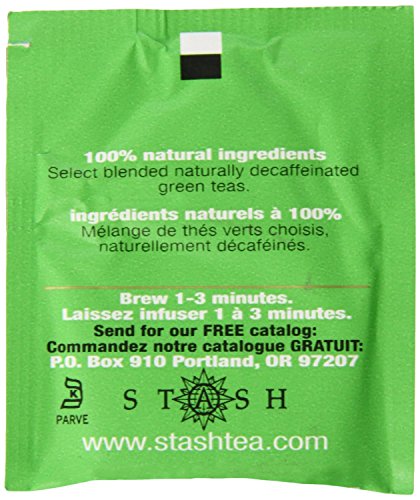 100% natural ingredients
Select blended naturally decaffeinated
green teas.
ingrédients naturels à 100%
Mélange de thés verts choisis,
naturellement décaféinés.
Brew 1-3 minutes.
Laissez infuser 1 à 3 minutes.
Send for our FREE catalog:
Commandez notre catalogue GRATUIT:
P.O. Box 910 Portland, OR 97207
K
PARVE
STASH
www.stashtea.com